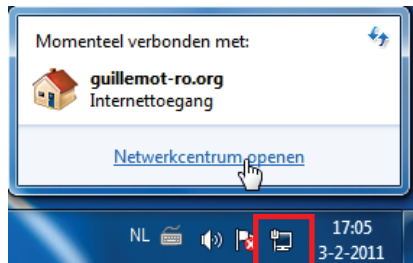 Momenteel verbonden met:
guillemot-ro.org
Internettoegang
Netwerkcentrum openen
NL
17:05
3-2-2011